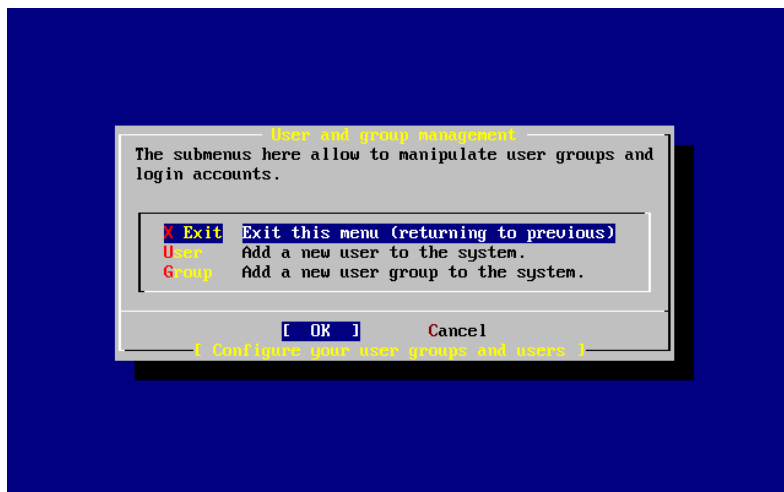 User and group management
The submenus here allow to manipulate user groups and
login accounts.
X Exit Exit this menu (returning to previous)
User Add a new user to the system.
Group Add a new user group to the system.
[ OK ] Cancel
[ Configure your user groups and users ]